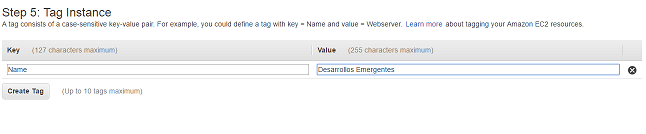 Step 5: Tag Instance
A tag consists of a case-sensitive key-value pair. For example, you could define a tag with key = Name and value = Webserver. Learn more about tagging your Amazon EC2 resources.
Key (127 characters maximum) Value (255 characters maximum)
Name Desarrollos Emergentes
Create Tag (Up to 10 tags maximum)